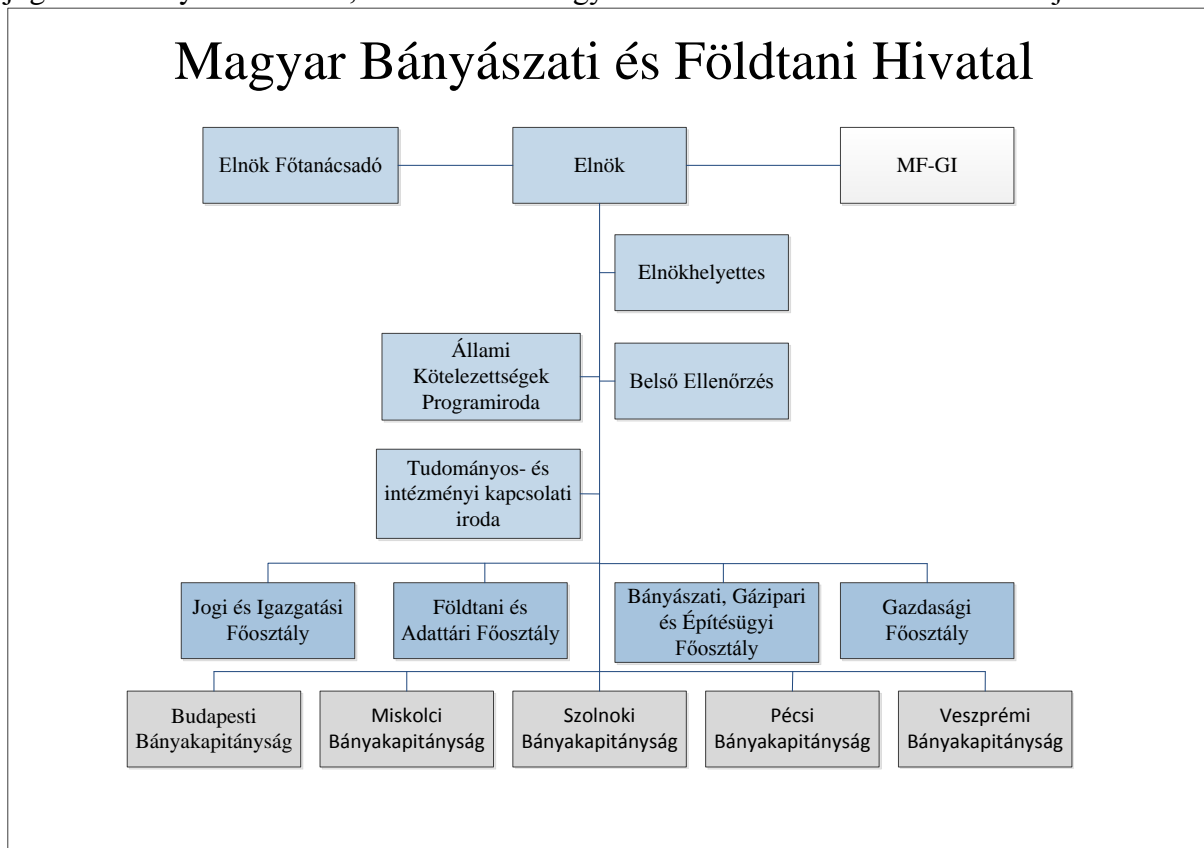 Magyar Bányászati és Földtani Hivatal
Elnök Főtanácsadó
Elnök
MF-GI
Elnökhelyettes
Állami
Kötelezettségek
Programiroda
Belső Ellenőrzés
Tudományos- és
intézményi kapcsolati
iroda
Jogi és Igazgatási
Főosztály
Földtani és
Adattári Főosztály
Bányászati, Gázipari
és Építésügyi
Főosztály
Gazdasági
Főosztály
Budapesti
Bányakapitányság
Miskolci
Bányakapitányság
Szolnoki
Bányakapitányság
Pécsi
Bányakapitányság
Veszprémi
Bányakapitányság